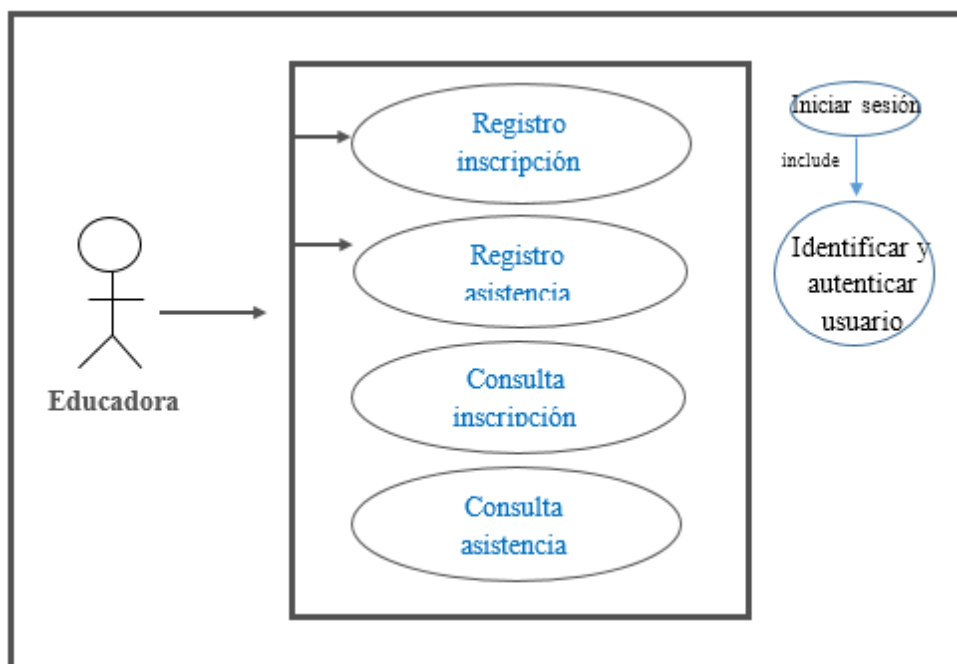 Registro
inscripción
Registro
asistencia
Consulta
inscripción
Consulta
asistencia
Educadora
Iniciar sesión
include
Identificar y
autenticar
usuario